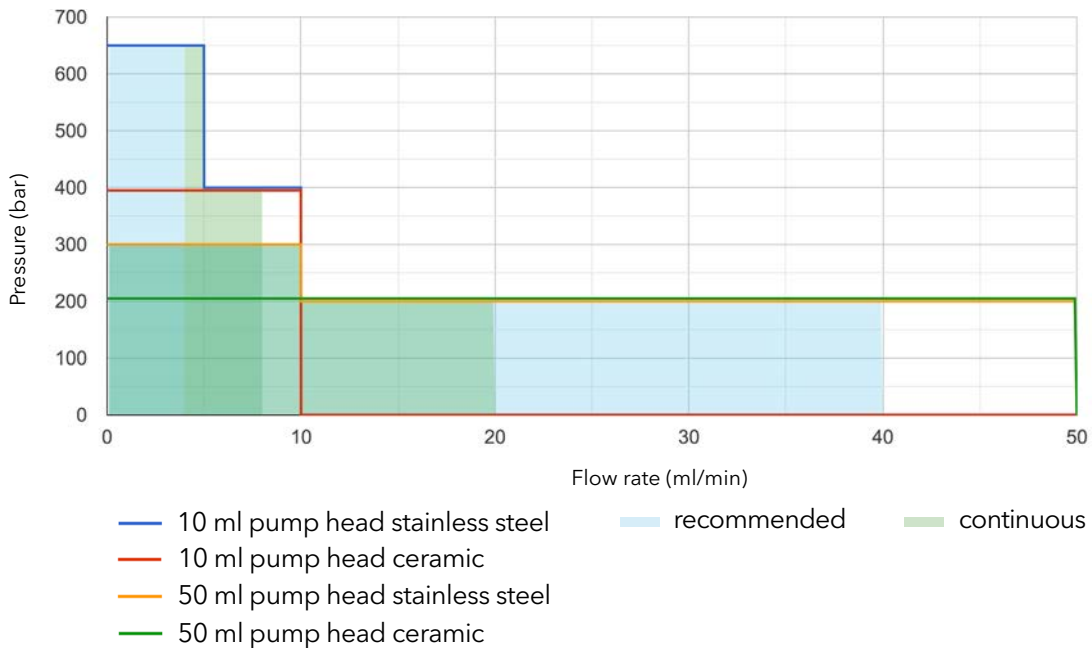 700
600
500
400
300
200
100
0
Pressure (bar)
0 10 20 30 40 50
Flow rate (ml/min)
10 ml pump head stainless steel
10 ml pump head ceramic
50 ml pump head stainless steel
50 ml pump head ceramic
recommended
continuous